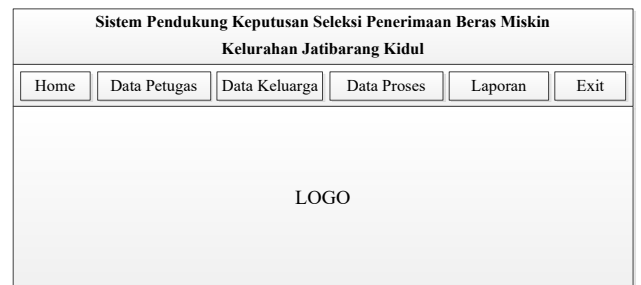 Sistem Pendukung Keputusan Seleksi Penerimaan Beras Miskin
Kelurahan Jatibarang Kidul
Home Data Petugas Data Keluarga Data Proses Laporan Exit
LOGO